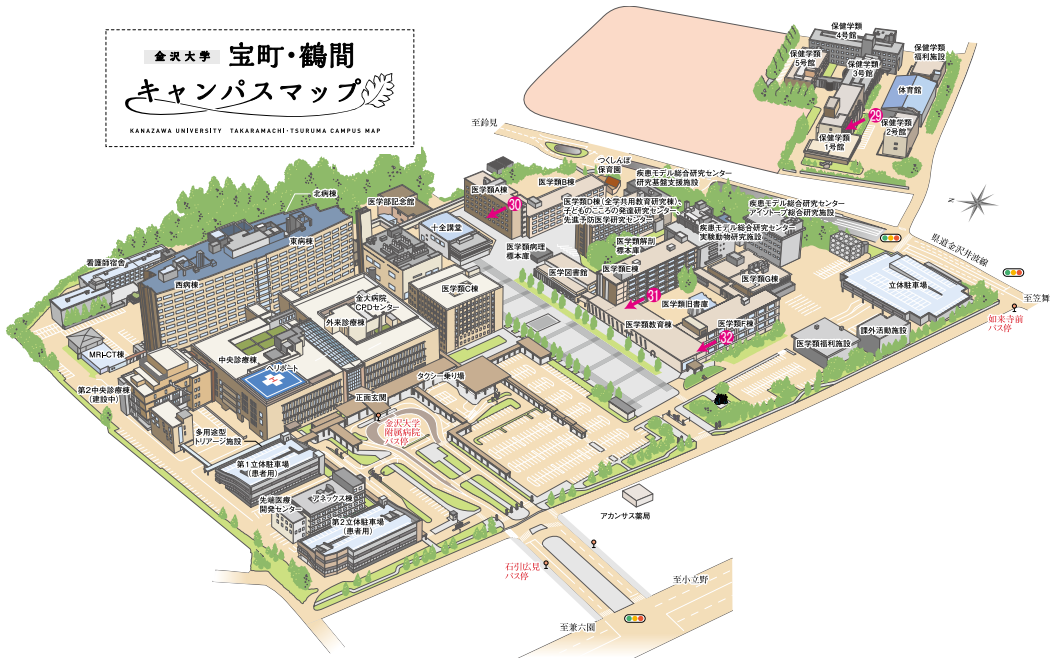 金沢大学 宝町・鶴間
キャンパスマップ
KANAZAWA UNIVERSITY TAKARAMACHI・TSURUMA CAMPUS MAP
保健学類
4号館
保健学類
5号館
保健学類
3号館
保健学類
福利施設
体育館
29
保健学類
2号館
保健学類
1号館
至鈴見
つくしんぼ
保育園
疾患モデル総合研究センター
研究基盤支援施設
医学類A棟
医学類B棟
30
医学類D棟(全学共用教育研究棟)、
子どものこころの発達研究センター、
先進予防医学研究センター
疾患モデル総合研究センター
アイソトープ総合研究施設
疾患モデル総合研究センター
実験動物研究施設
北病棟
医学部記念館
十全講堂
東病棟
医学類病理
標本庫
医学類解剖
標本庫
県道金沢井波線
看護師宿舎
西病棟
医学図書館
医学類E棟
医学類G棟
立体駐車場
至笠舞
金大病院
CPDセンター
医学類C棟
31
医学類旧書庫
如来寺前
バス停
外来診療棟
医学類教育棟
医学類F棟
32
課外活動施設
医学類福利施設
MRI-CT棟
中央診療棟
ヘリポート
タクシー乗り場
第2中央診療棟
(建設中)
正面玄関
金沢大学
附属病院
バス停
多用途型
トリアージ施設
第1立体駐車場
(患者用)
アネックス棟
先端医療
開発センター
第2立体駐車場
(患者用)
アカンサス薬局
石引広見
バス停
至小立野
至兼六園
N